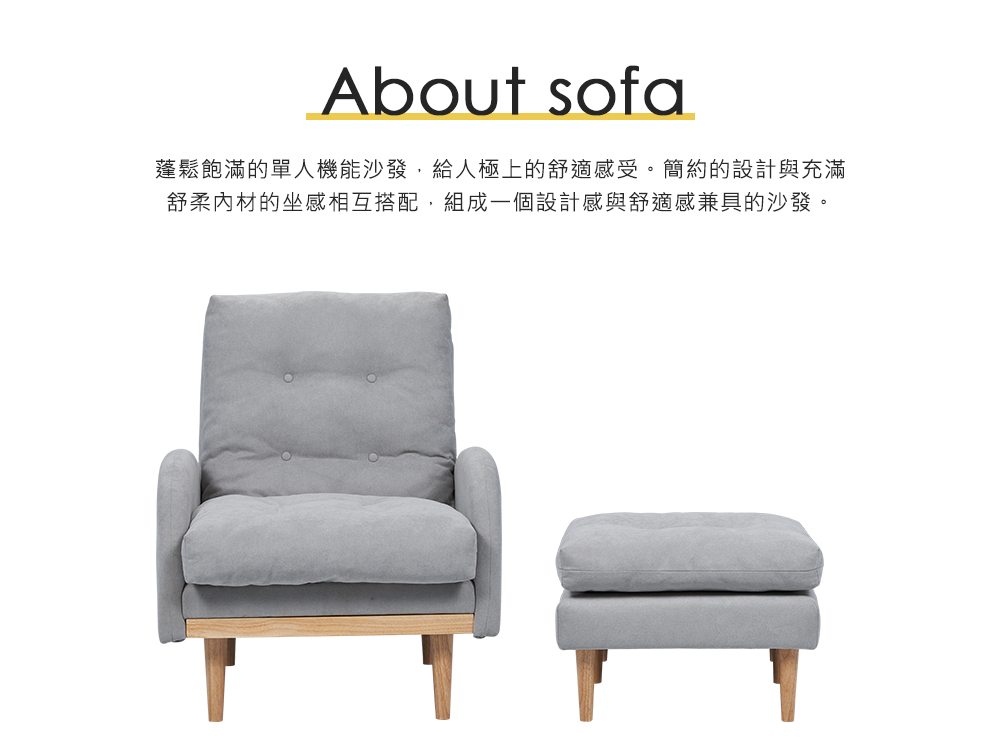 About sofa
蓬鬆飽滿的單人機能沙發，給人極上的舒適感受。簡約的設計與充滿
舒柔內材的坐感相互搭配，組成一個設計感與舒適感兼具的沙發。